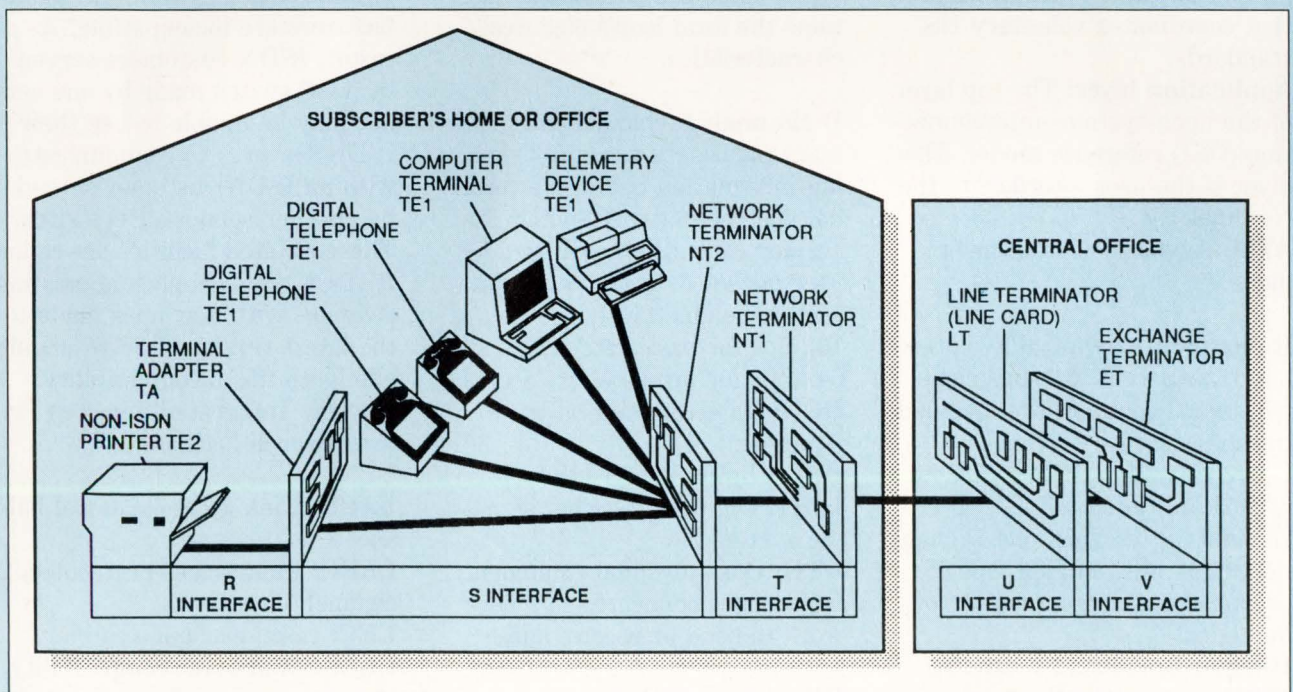 SUBSCRIBER'S HOME OR OFFICE
COMPUTER
TERMINAL
TE1
TELEMETRY
DEVICE
TE1
DIGITAL
TELEPHONE
TE1
DIGITAL
TELEPHONE
TE1
TERMINAL
ADAPTER
TA
NON-ISDN
PRINTER TE2
NETWORK
TERMINATOR
NT2
NETWORK
TERMINATOR
NT1
R
INTERFACE
S INTERFACE
T
INTERFACE
CENTRAL OFFICE
LINE TERMINATOR
(LINE CARD)
LT
EXCHANGE
TERMINATOR
ET
U
INTERFACE
V
INTERFACE